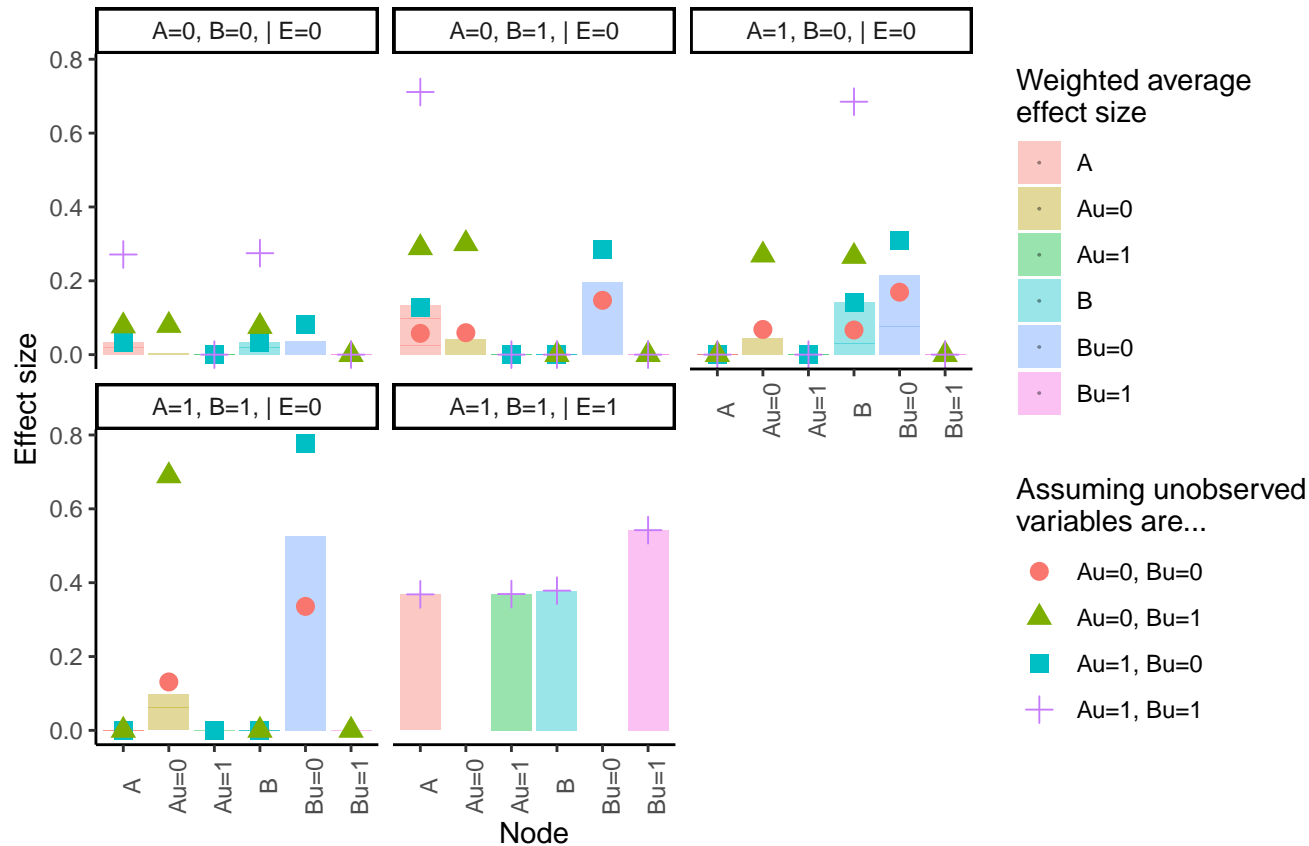 A=0, B=0, | E=0
A=0, B=1, | E=0
A=1, B=0, | E=0
0.8
0.6
0.4
0.2
0.0
A
Au=0
Au=1
B
Bu=0
Bu=1
A=1, B=1, | E=0
A=1, B=1, | E=1
0.8
0.6
0.4
0.2
0.0
A
Au=0
Au=1
B
Bu=0
Bu=1
A
Au=0
Au=1
B
Bu=0
Bu=1
Effect size
Node
Weighted average
effect size
A
Au=0
Au=1
B
Bu=0
Bu=1
Assuming unobserved
variables are...
Au=0, Bu=0
Au=0, Bu=1
Au=1, Bu=0
Au=1, Bu=1